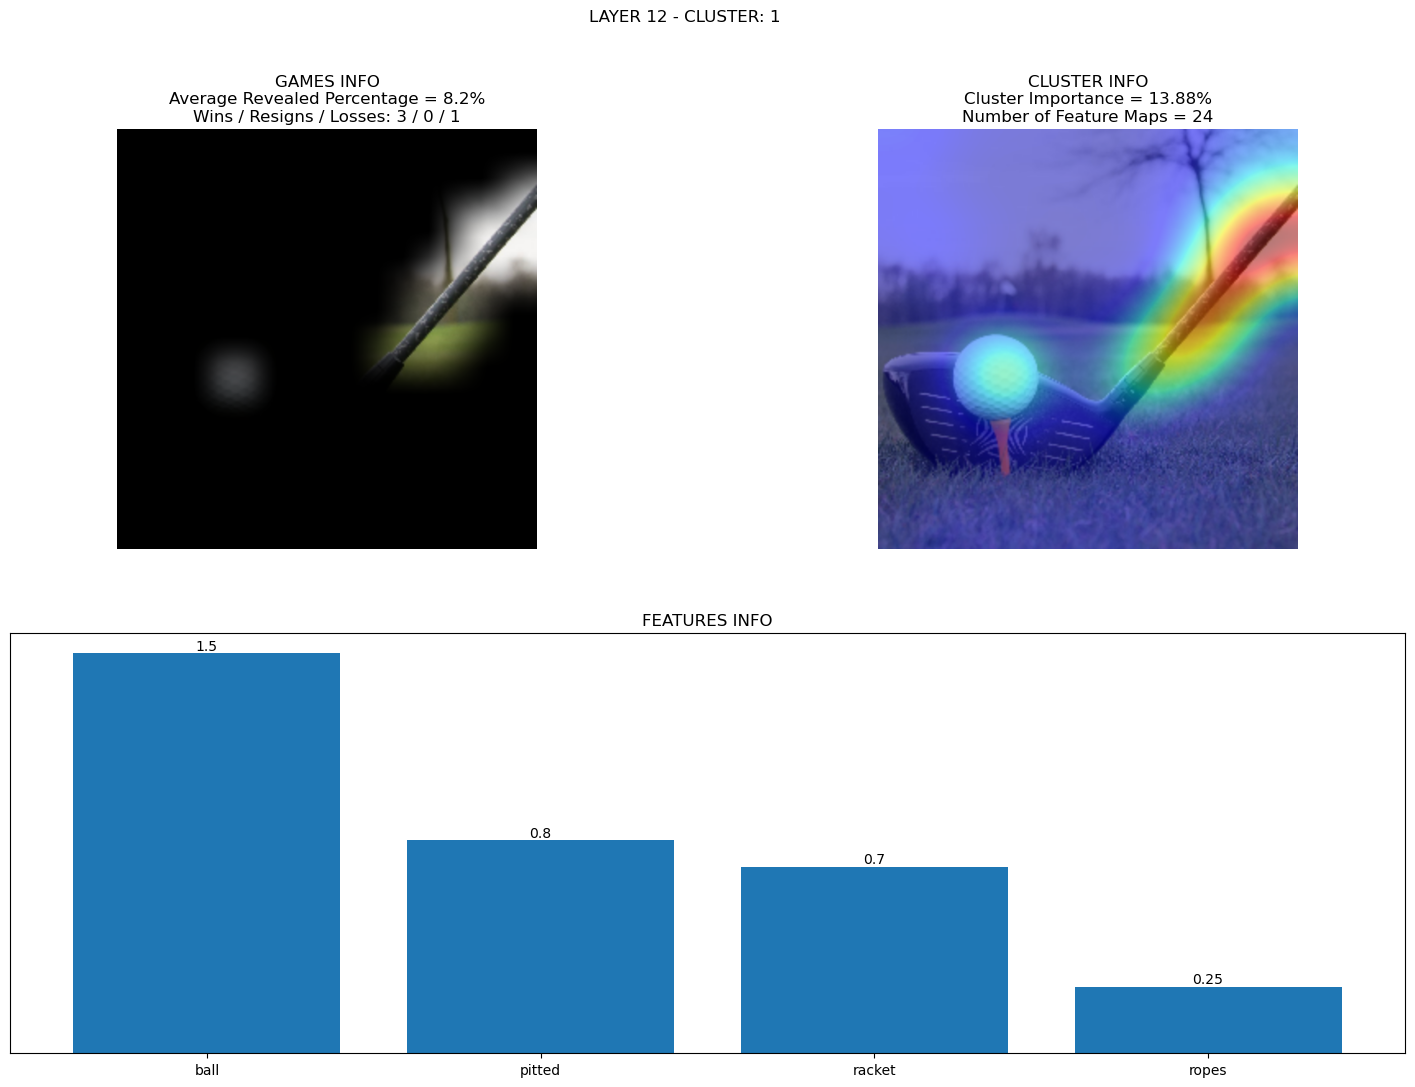 LAYER 12 - CLUSTER: 1
GAMES INFO
Average Revealed Percentage = 8.2%
Wins / Resigns / Losses: 3 / 0 / 1
CLUSTER INFO
Cluster Importance = 13.88%
Number of Feature Maps = 24
FEATURES INFO
1.5
0.8
0.7
0.25
ball
pitted
racket
ropes